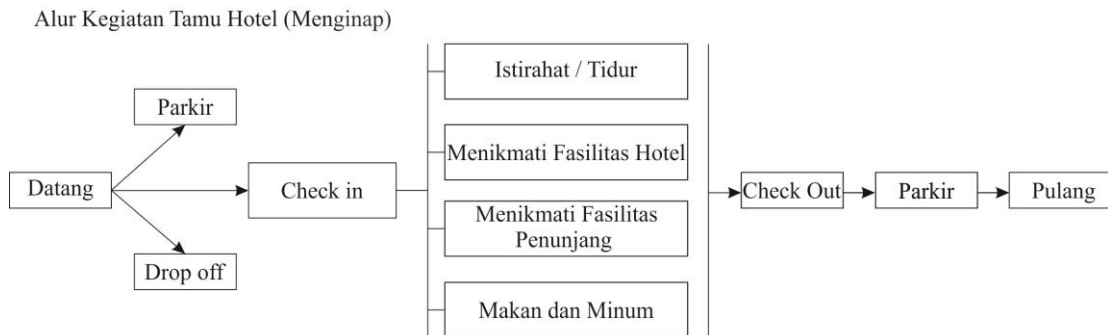 Alur Kegiatan Tamu Hotel (Menginap)
Datang
Parkir
Drop off
Check in
Istirahat / Tidur
Menikmati Fasilitas Hotel
Menikmati Fasilitas
Penunjang
Makan dan Minum
Check Out
Parkir
Pulang